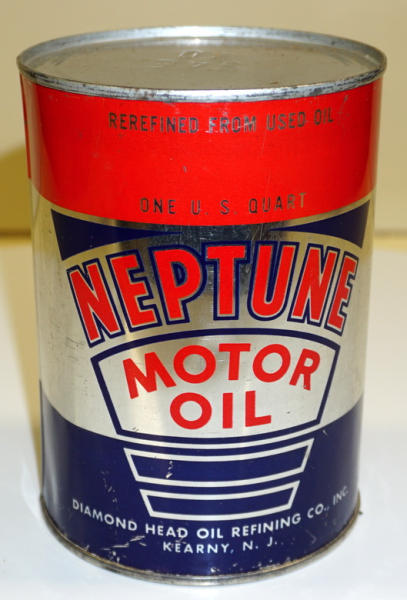 REREFINED FROM USED OIL
ONE U. S. QUART
NEPTUNE
MOTOR
OIL
DIAMOND HEAD OIL REFINING CO., INC.
KEARNY, N. J.